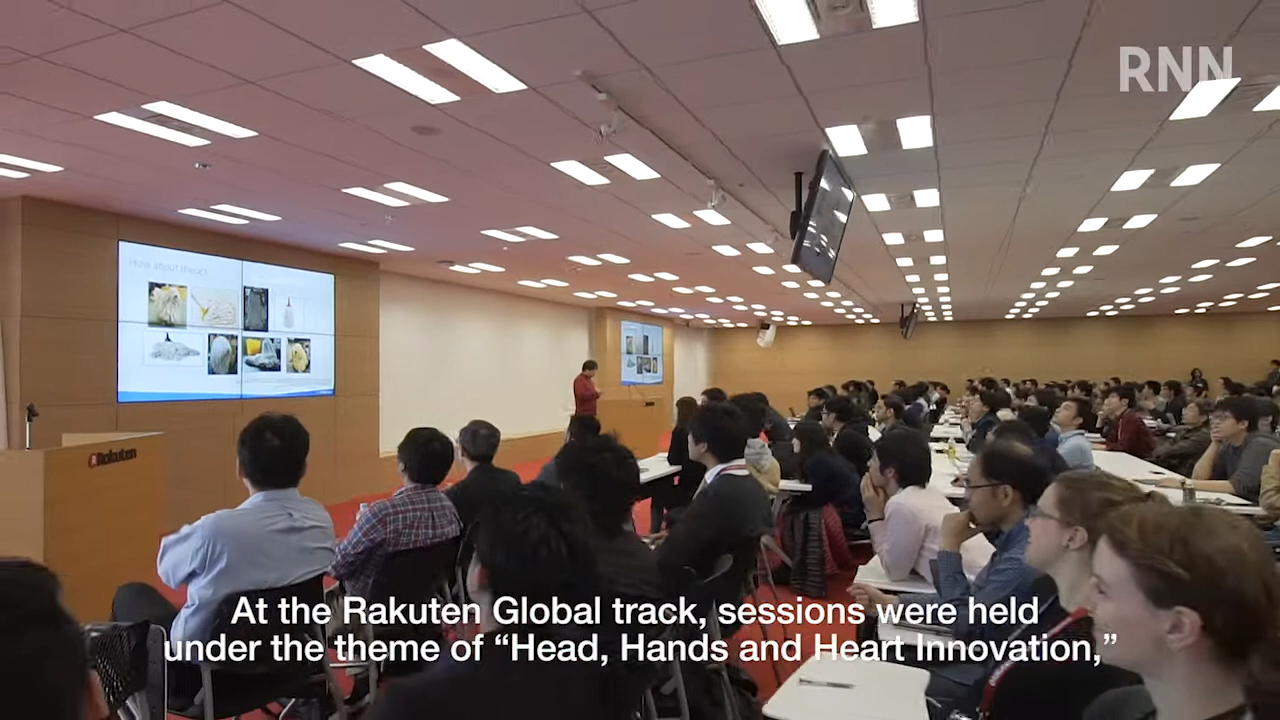 RNN
How about these?
Rakuten
At the Rakuten Global track, sessions were held
under the theme of “Head, Hands and Heart Innovation,”